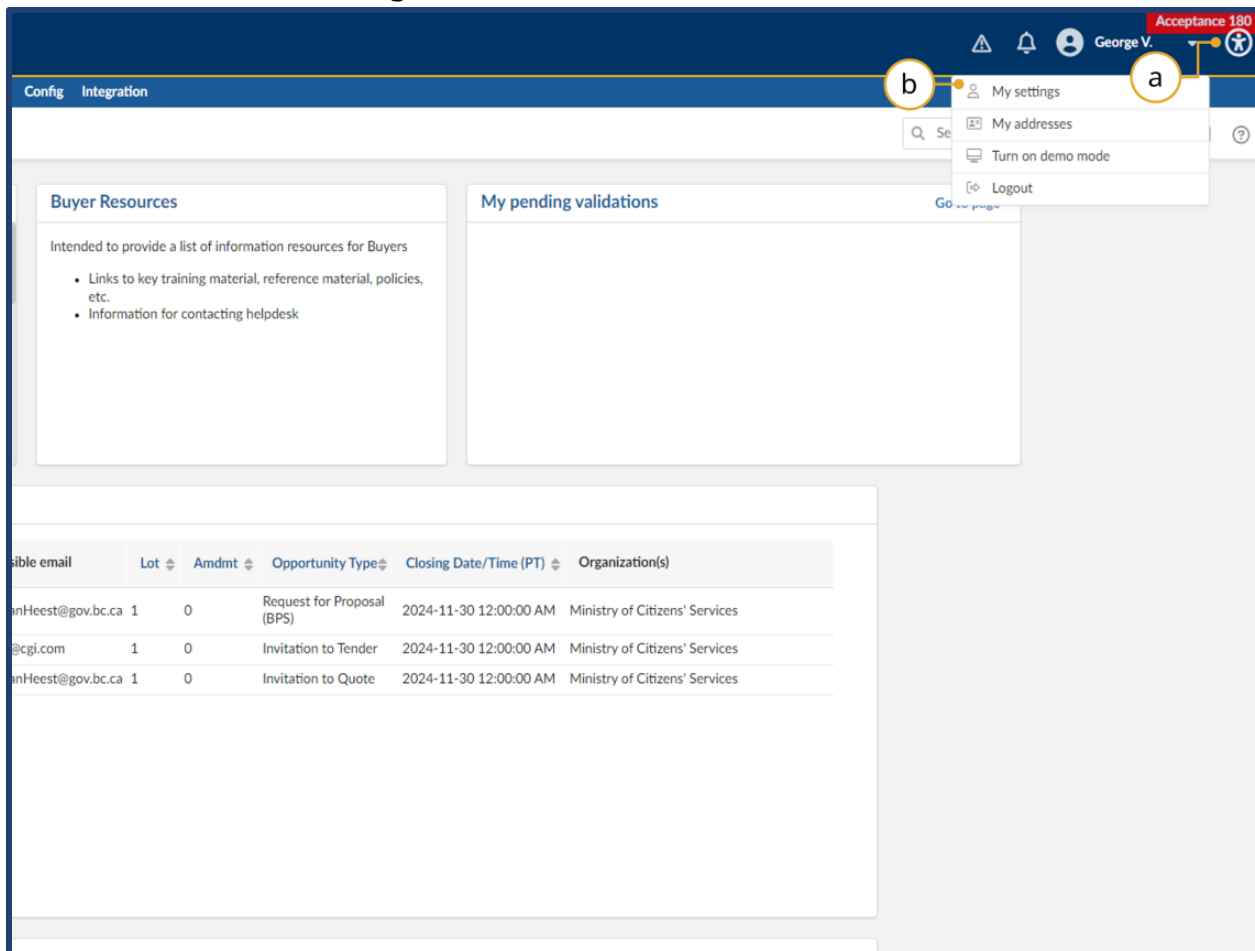 Acceptance 180
George V.
a
b
Config Integration
My settings
My addresses
Turn on demo mode
Logout
Se
Buyer Resources
My pending validations
Go to page
Intended to provide a list of information resources for Buyers
• Links to key training material, reference material, policies,
etc.
• Information for contacting helpdesk
sible email Lot Amdmt Opportunity Type Closing Date/Time (PT) Organization(s)
anHeest@gov.bc.ca 1 0 Request for Proposal (BPS) 2024-11-30 12:00:00 AM Ministry of Citizens' Services
@cgi.com 1 0 Invitation to Tender 2024-11-30 12:00:00 AM Ministry of Citizens' Services
anHeest@gov.bc.ca 1 0 Invitation to Quote 2024-11-30 12:00:00 AM Ministry of Citizens' Services